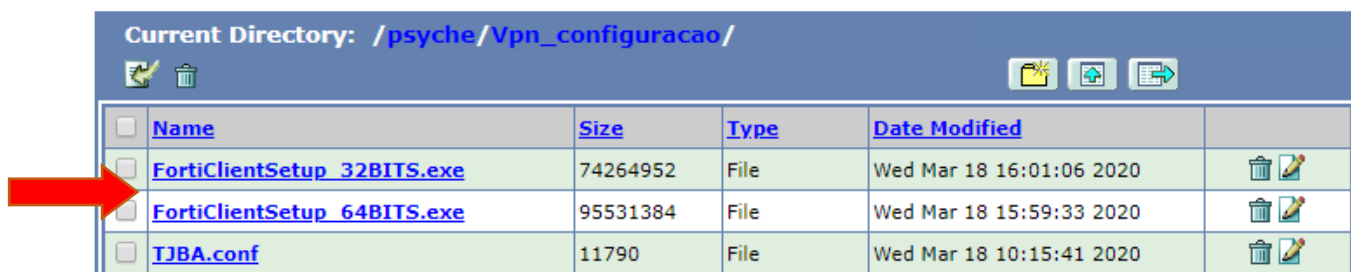 Current Directory: /psyche/Vpn_configuracao/
Name Size Type Date Modified
FortiClientSetup_32BITS.exe 74264952 File Wed Mar 18 16:01:06 2020
FortiClientSetup_64BITS.exe 95531384 File Wed Mar 18 15:59:33 2020
TJBA.conf 11790 File Wed Mar 18 10:15:41 2020